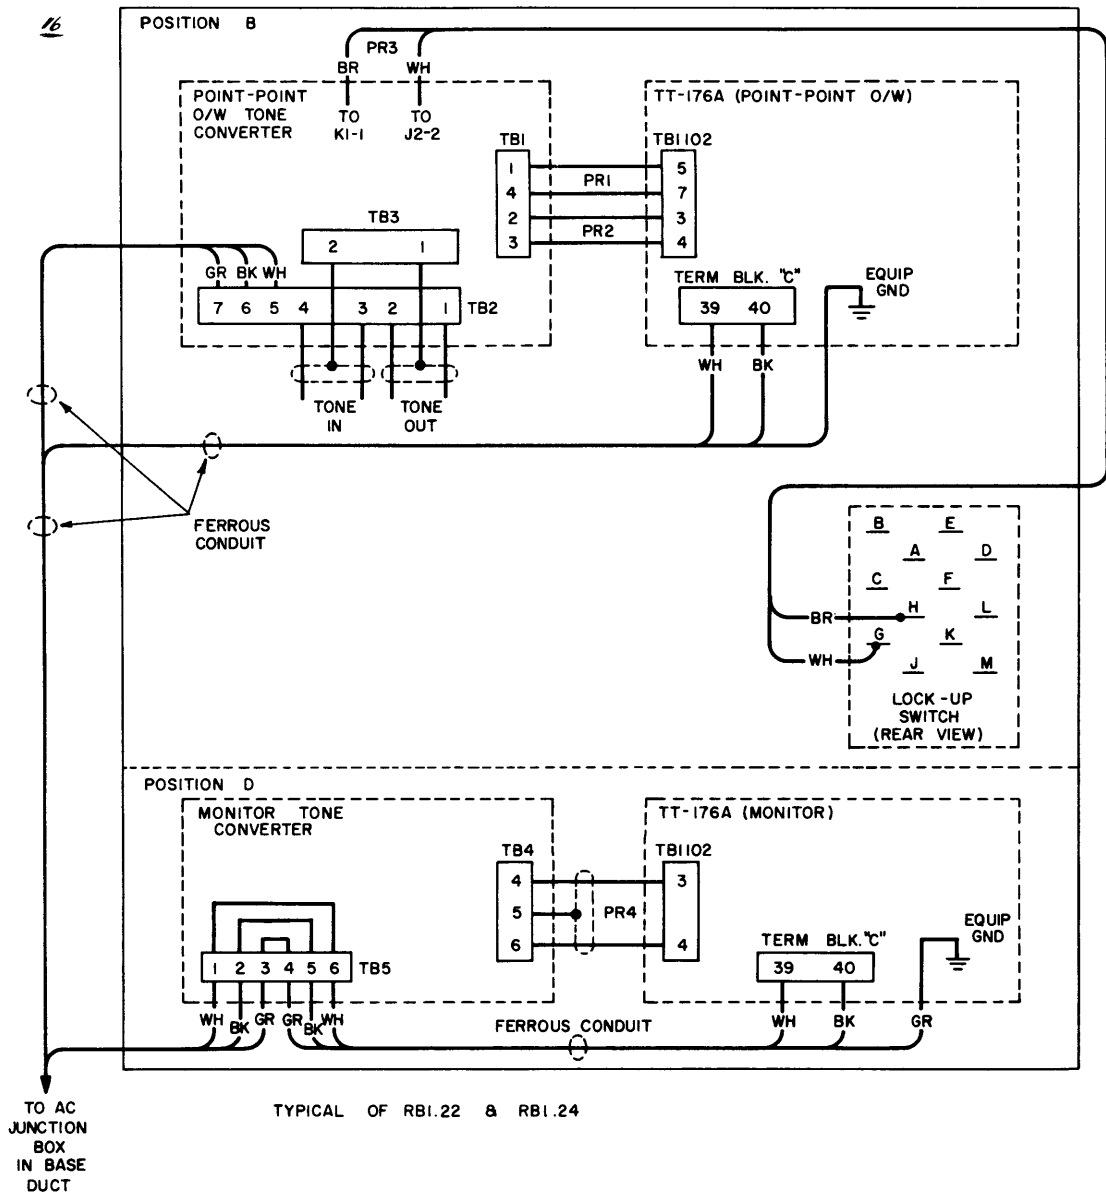 16
POSITION B
PR3
BR WH
POINT-POINT
O/W TONE
CONVERTER
TO
K1-1
TO
J2-2
TT-176A (POINT-POINT O/W)
TB1
1
4
2
3
PR1
PR2
TB1102
5
7
3
4
TB3
2 1
GR BK WH
7 6 5 4 3 2 1 TB2
TERM BLK. "C"
39 40
EQUIP
GND
WH BK
TONE
IN
TONE
OUT
FERROUS
CONDUIT
B E
A D
C F
H L
G K
J M
BR
WH
LOCK-UP
SWITCH
(REAR VIEW)
POSITION D
MONITOR TONE
CONVERTER
TT-176A (MONITOR)
TB4
4
5
6
PR4
TB1102
3
4
1 2 3 4 5 6 TB5
WH BK GR GR BK WH
TERM BLK. "C"
39 40
EQUIP
GND
WH BK GR
FERROUS CONDUIT
TO AC
JUNCTION
BOX
IN BASE
DUCT
TYPICAL OF RB1.22 & RB1.24